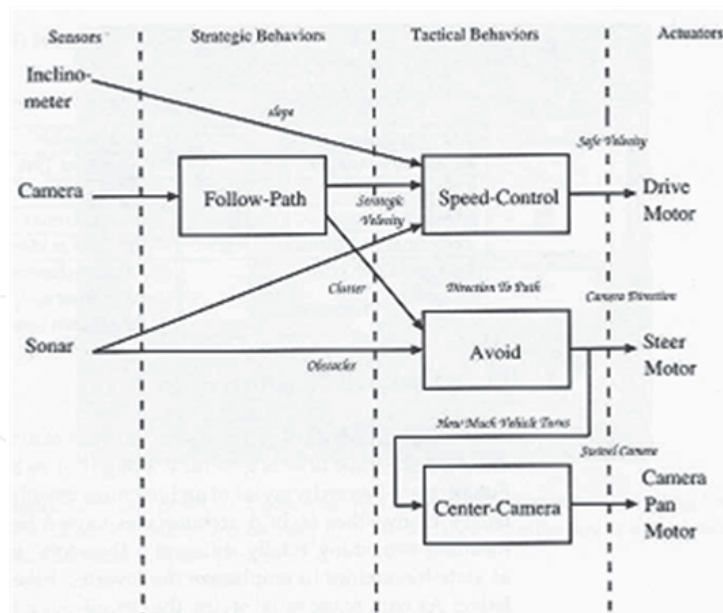 Sensors
Strategic Behaviors
Tactical Behaviors
Actuators
Inclino-
meter
slope
Safe Velocity
Camera
Follow-Path
Strategic
Velocity
Speed-Control
Drive
Motor
Cluster
Direction To Path
Camera Direction
Sonar
Obstacles
Avoid
Steer
Motor
How Much Vehicle Turns
Swivel Camera
Center-Camera
Camera
Pan
Motor